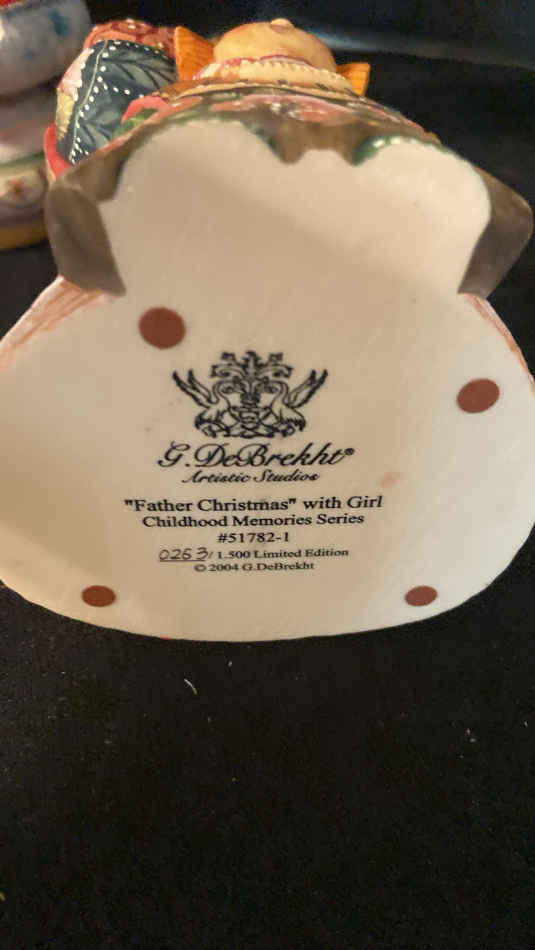 G.DeBrekht®
Artistic Studios
"Father Christmas" with Girl
Childhood Memories Series
#51782-1
0263/ 1.500 Limited Edition
© 2004 G.DeBrekht